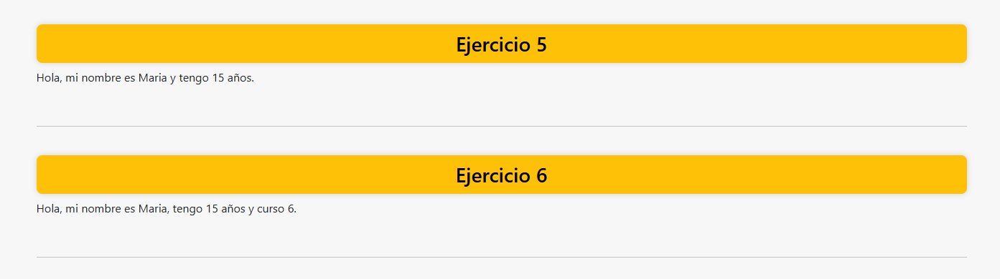 Ejercicio 5
Hola, mi nombre es Maria y tengo 15 años.
Ejercicio 6
Hola, mi nombre es Maria, tengo 15 años y curso 6.